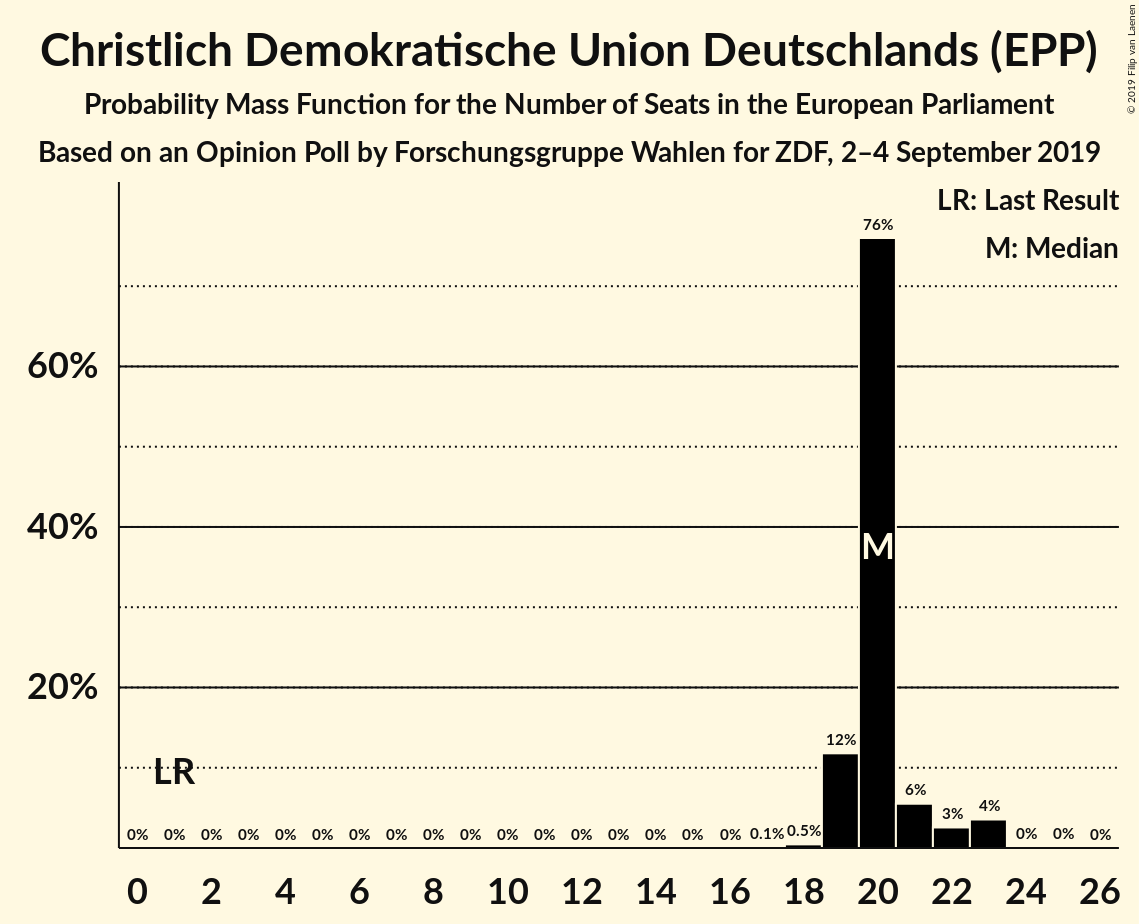 Christlich Demokratische Union Deutschlands (EPP)
Probability Mass Function for the Number of Seats in the European Parliament
Based on an Opinion Poll by Forschungsgruppe Wahlen for ZDF, 2–4 September 2019
© 2019 Filip van Laenen
LR: Last Result
M: Median
76%
60%
40%
M
20%
12%
LR
6%
3%
4%
0% 0% 0% 0% 0% 0% 0% 0% 0% 0% 0% 0% 0% 0% 0% 0% 0% 0.1% 0.5% 0% 0% 0%
0 2 4 6 8 10 12 14 16 18 20 22 24 26